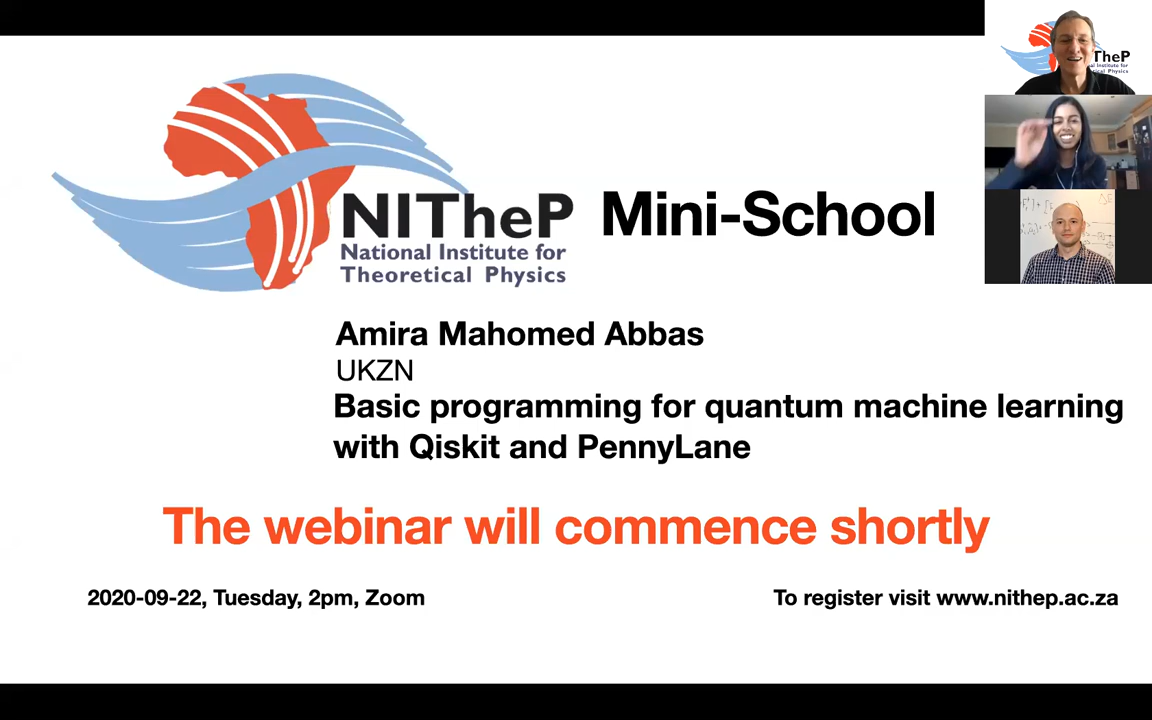 NITheP Mini-School
National Institute for
Theoretical Physics
Amira Mahomed Abbas
UKZN
Basic programming for quantum machine learning
with Qiskit and PennyLane
The webinar will commence shortly
2020-09-22, Tuesday, 2pm, Zoom
To register visit www.nithep.ac.za
TheP